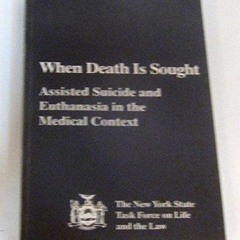 When Death Is Sought
Assisted Suicide and
Euthanasia in the
Medical Context
The New York State
Task Force on Life
and the Law